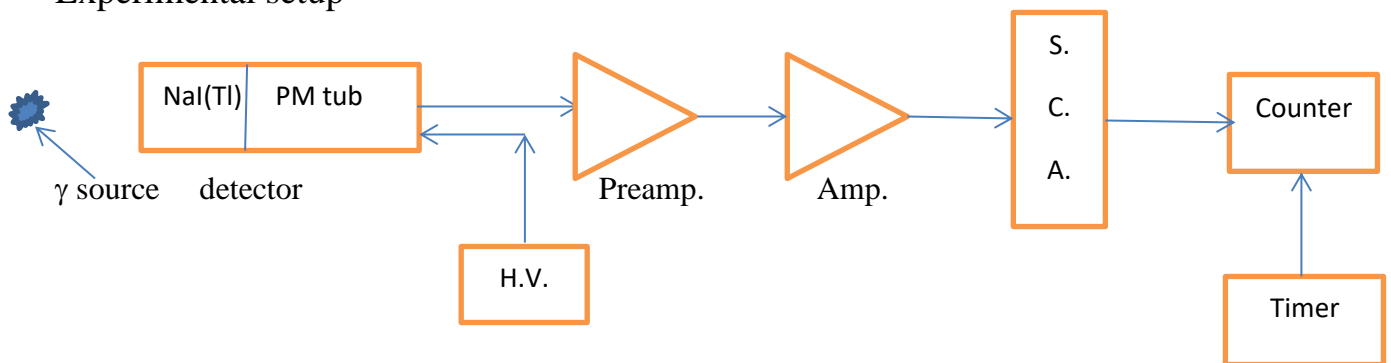 Experimental setup
NaI(Tl) PM tub
γ source detector
H.V.
Preamp.
Amp.
S.
C.
A.
Counter
Timer